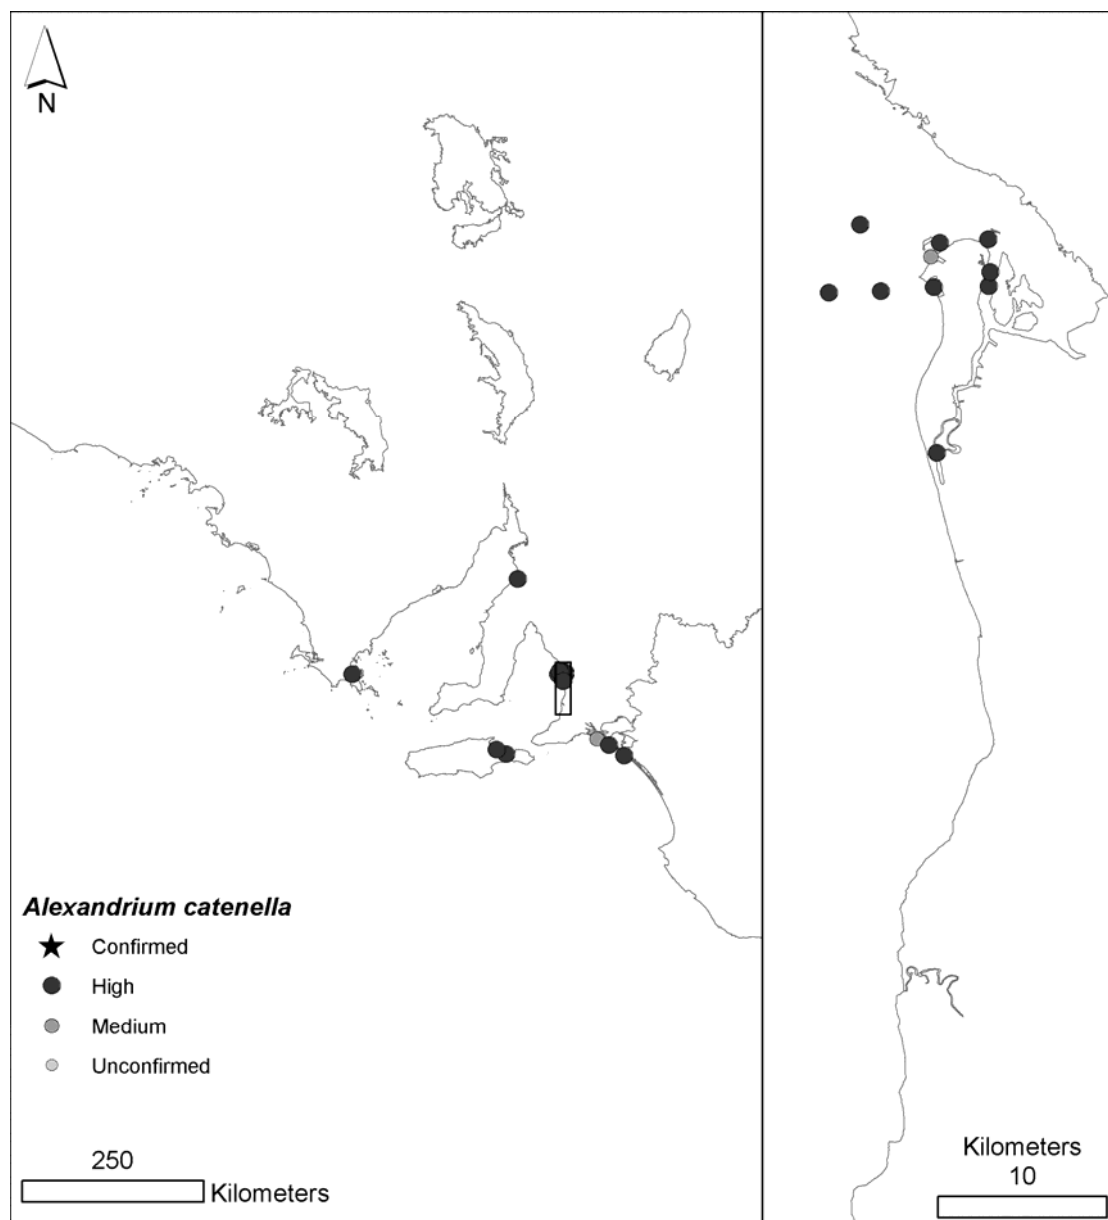 N
Alexandrium catenella
Confirmed
High
Medium
Unconfirmed
250
Kilometers
Kilometers
10